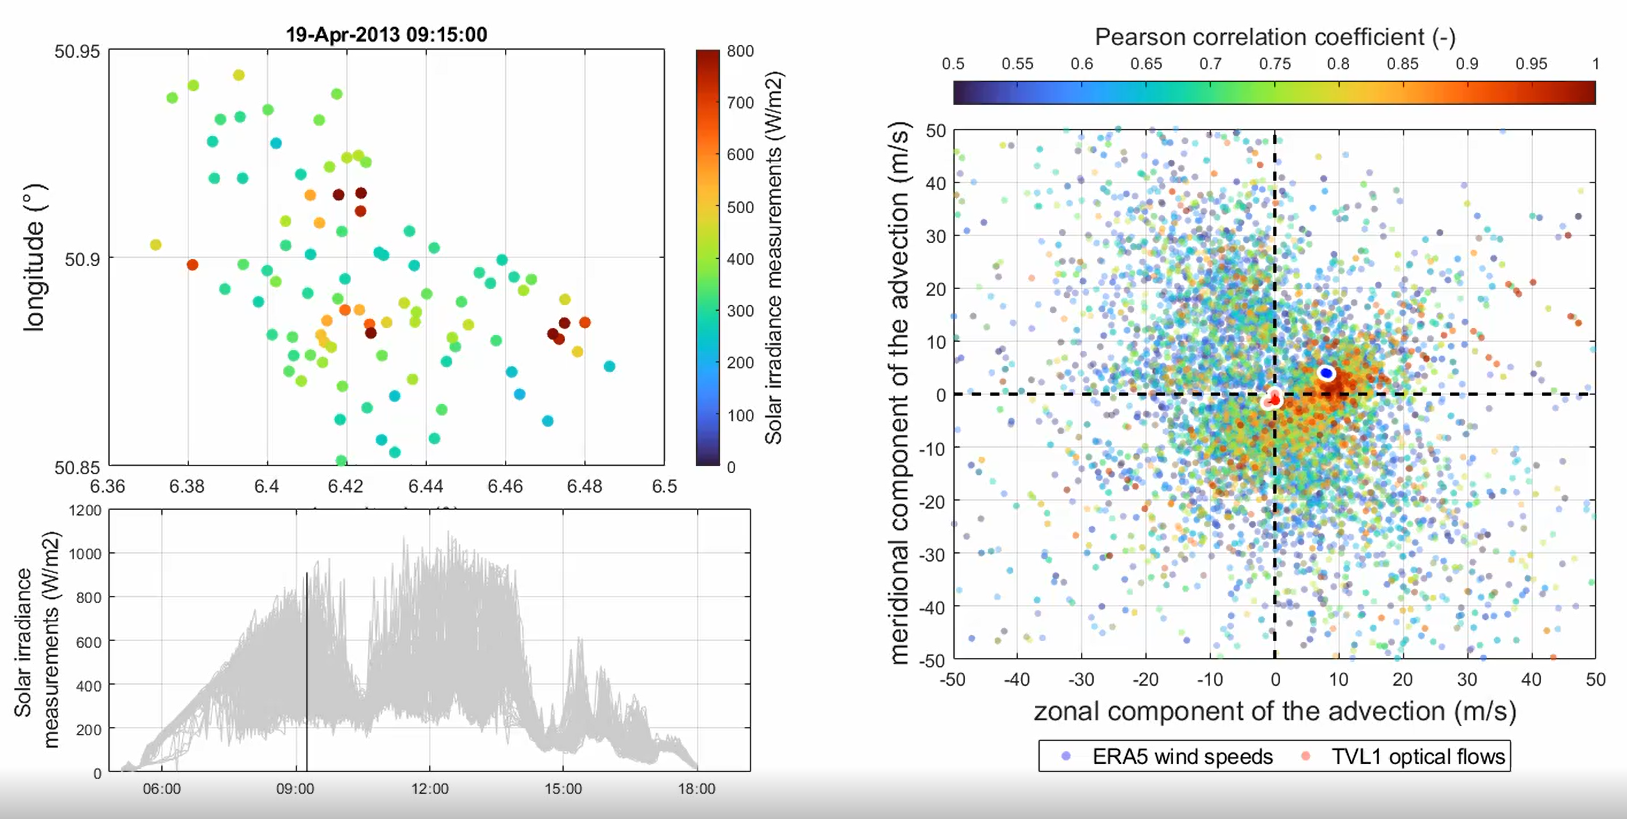 19-Apr-2013 09:15:00
50.95
50.9
50.85
longitude (°)
6.36 6.38 6.4 6.42 6.44 6.46 6.48 6.5
800
700
600
500
400
300
200
100
0
Solar irradiance measurements (W/m2)
1200
1000
800
600
400
200
0
Solar irradiance
measurements (W/m2)
06:00 09:00 12:00 15:00 18:00
Pearson correlation coefficient (-)
0.5 0.55 0.6 0.65 0.7 0.75 0.8 0.85 0.9 0.95 1
meridional component of the advection (m/s)
50
40
30
20
10
0
-10
-20
-30
-40
-50
-50 -40 -30 -20 -10 0 10 20 30 40 50
zonal component of the advection (m/s)
ERA5 wind speeds TVL1 optical flows